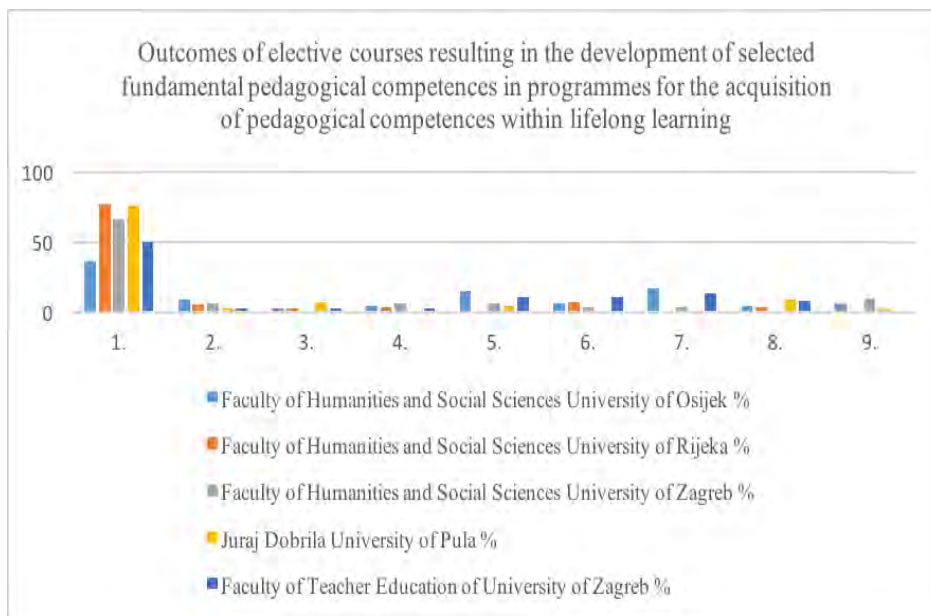 Outcomes of elective courses resulting in the development of selected
fundamental pedagogical competences in programmes for the acquisition
of pedagogical competences within lifelong learning
100
50
0
1. 2. 3. 4. 5. 6. 7. 8. 9.
Faculty of Humanities and Social Sciences University of Osijek %
Faculty of Humanities and Social Sciences University of Rijeka %
Faculty of Humanities and Social Sciences University of Zagreb %
Juraj Dobrila University of Pula %
Faculty of Teacher Education of University of Zagreb %